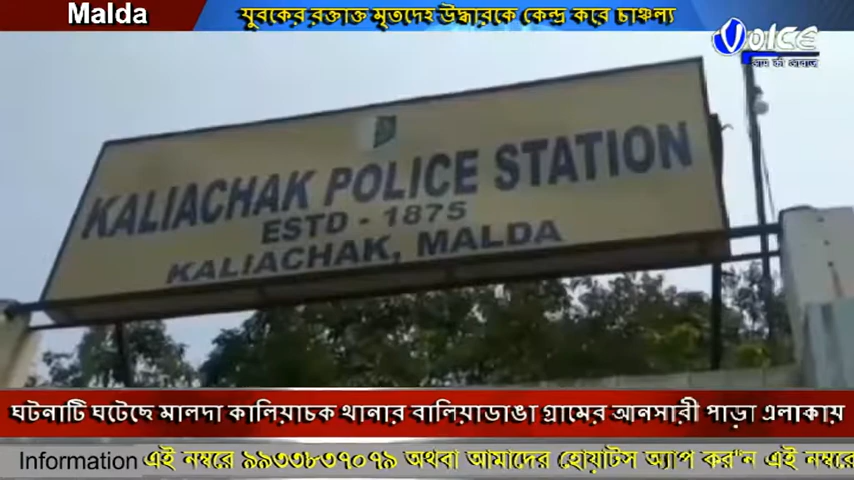 Malda
যুবকের রক্তাক্ত মৃতদেহ উদ্ধারকে কেন্দ্র করে চাঞ্চল্য
Voice
KALIACHAK POLICE STATION
ESTD - 1875
KALIACHAK, MALDA
ঘটনাটি ঘটেছে মালদা কালিয়াচক থানার বালিয়াডাঙা গ্রামের আনসারী পাড়া এলাকায়
Information এই নম্বরে ৯৯৩৩৮৩৭০৭৯ অথবা আমাদের হোয়াটস অ্যাপ কর"ন এই নম্বরে